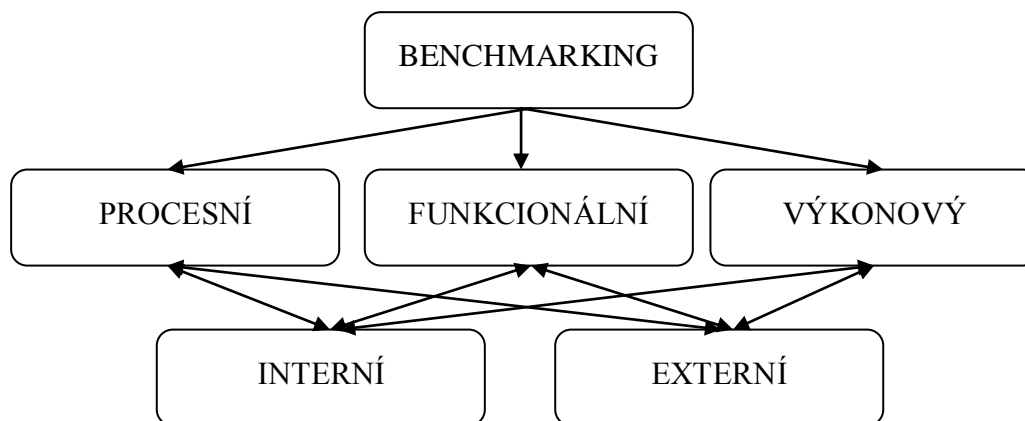 BENCHMARKING
PROCESNÍ
FUNKCIONÁLNÍ
VÝKONOVÝ
INTERNÍ
EXTERNÍ